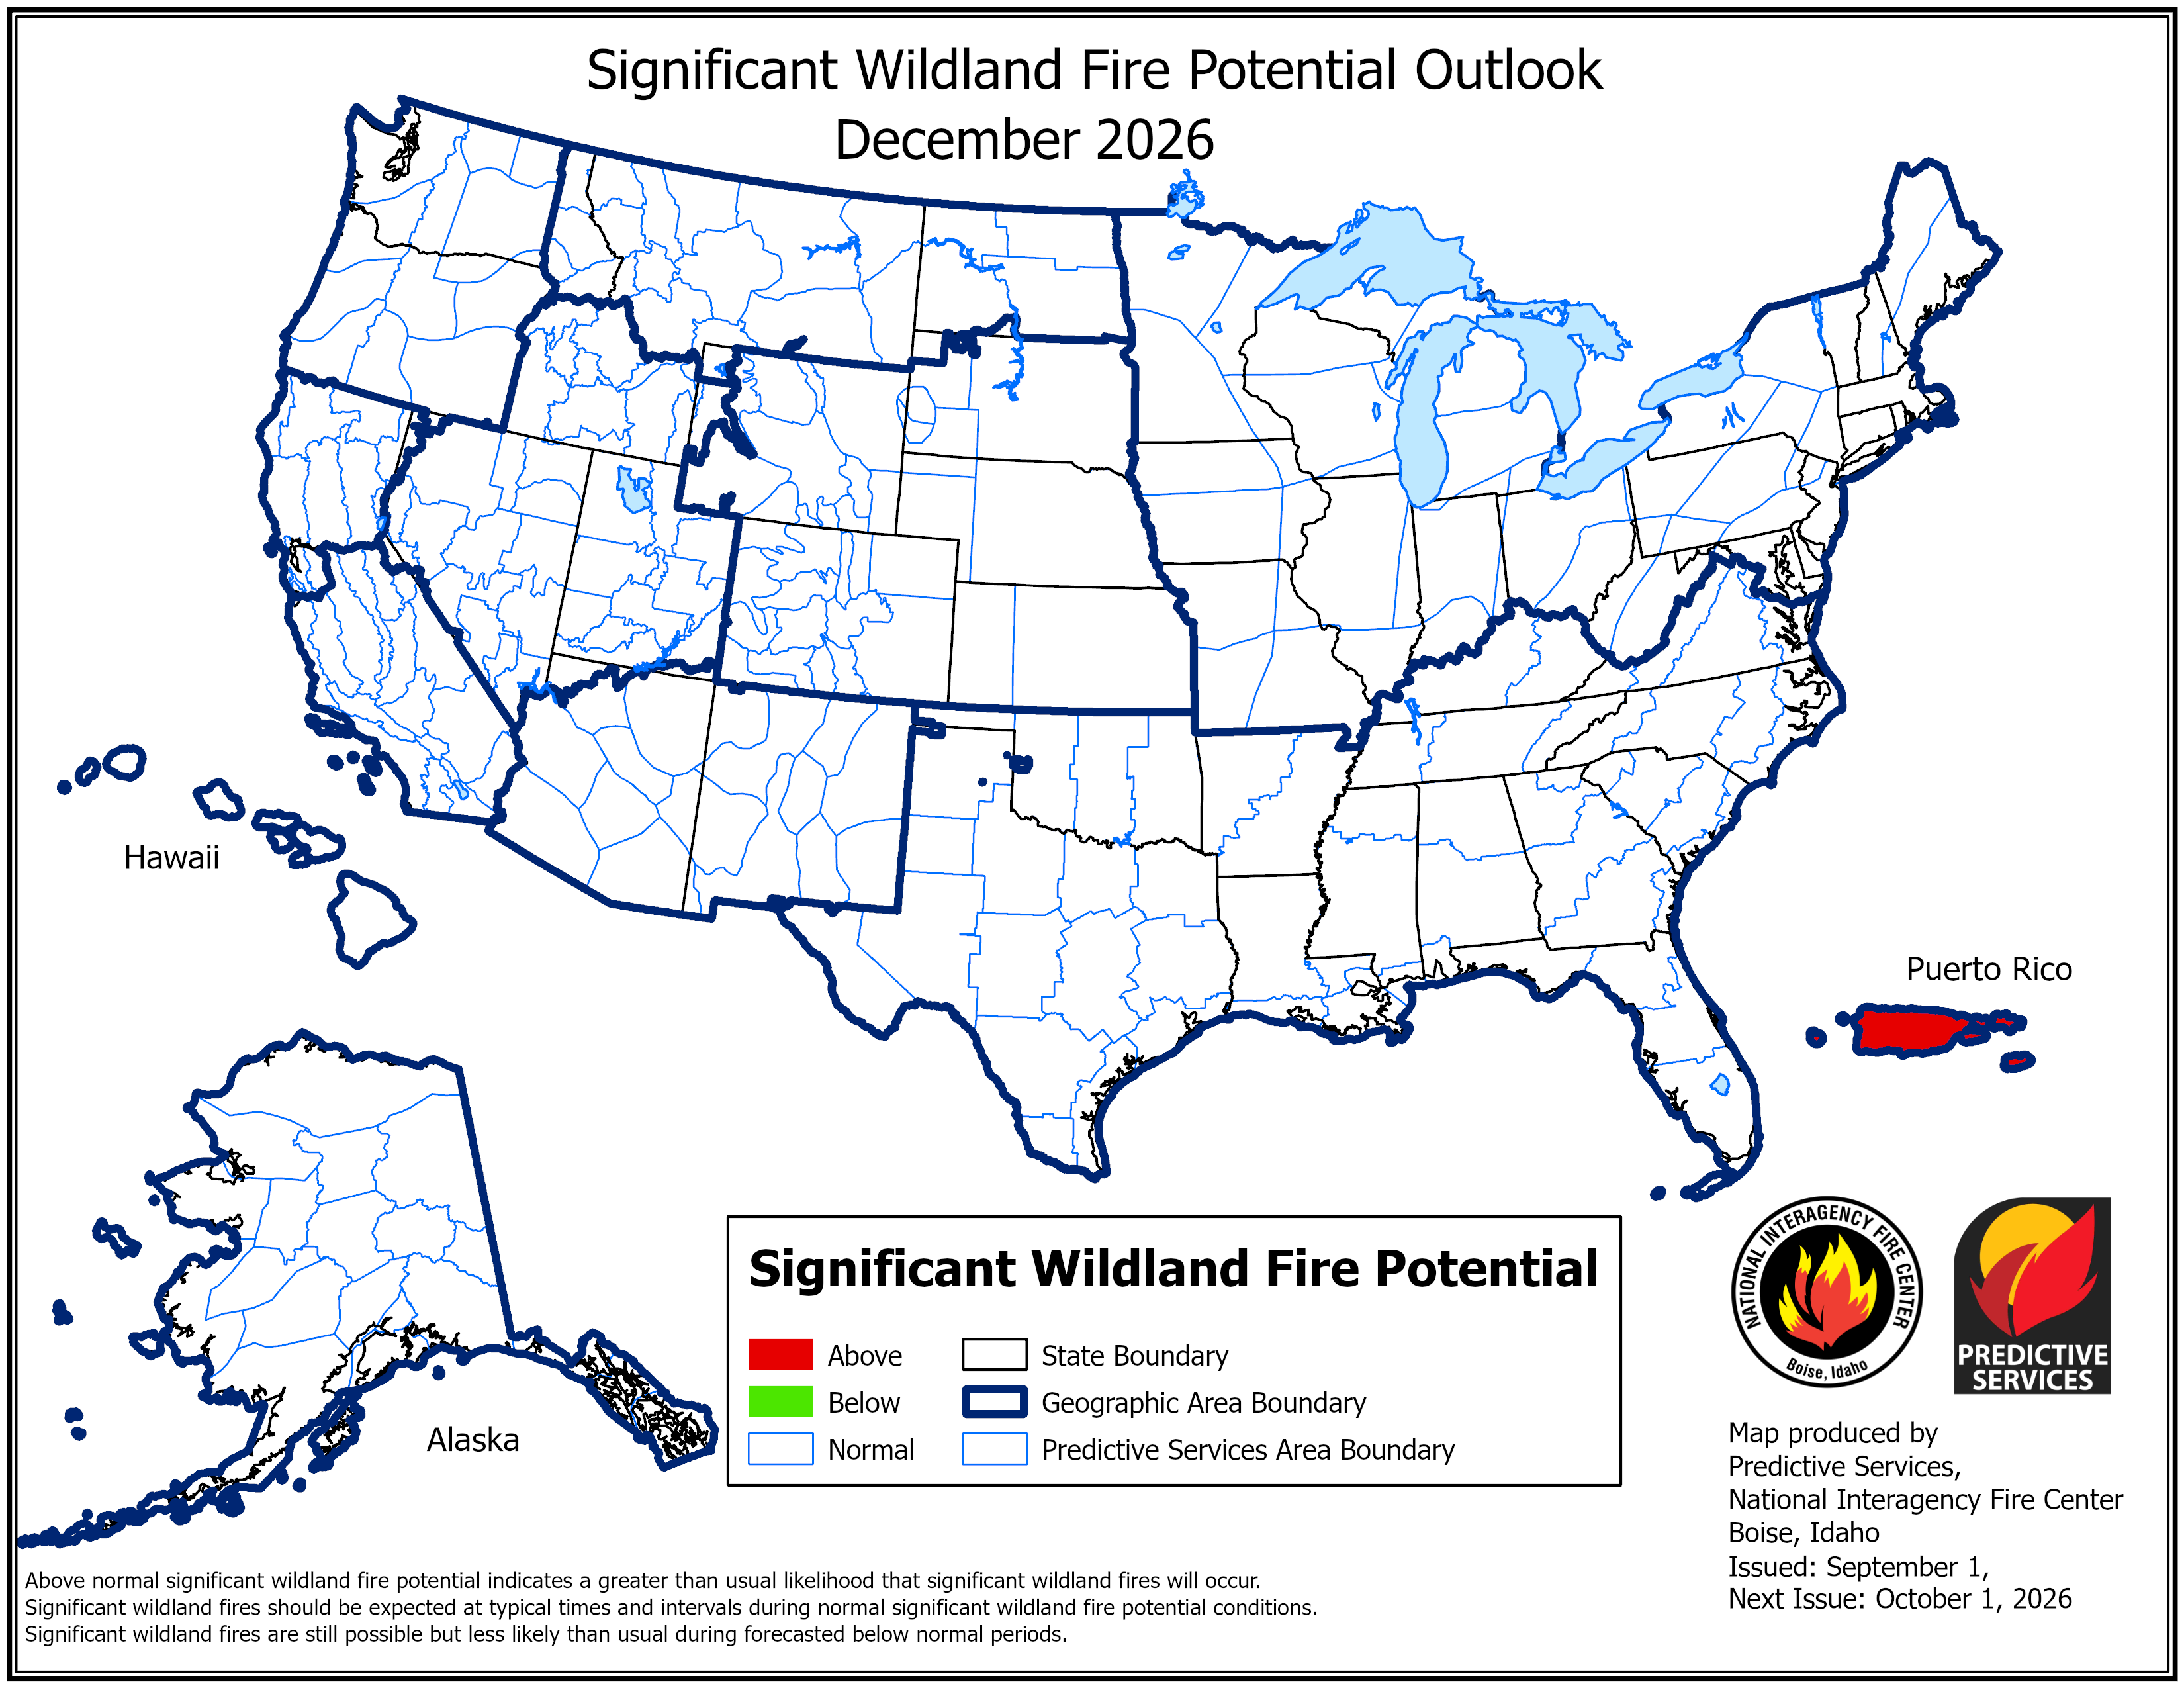 Significant Wildland Fire Potential Outlook
December 2026
Hawaii
Puerto Rico
Alaska
Significant Wildland Fire Potential
Above
Below
Normal
State Boundary
Geographic Area Boundary
Predictive Services Area Boundary
NATIONAL INTERAGENCY FIRE CENTER
Boise, Idaho
PREDICTIVE
SERVICES
Map produced by
Predictive Services,
National Interagency Fire Center
Boise, Idaho
Issued: September 1,
Next Issue: October 1, 2026
Above normal significant wildland fire potential indicates a greater than usual likelihood that significant wildland fires will occur.
Significant wildland fires should be expected at typical times and intervals during normal significant wildland fire potential conditions.
Significant wildland fires are still possible but less likely than usual during forecasted below normal periods.